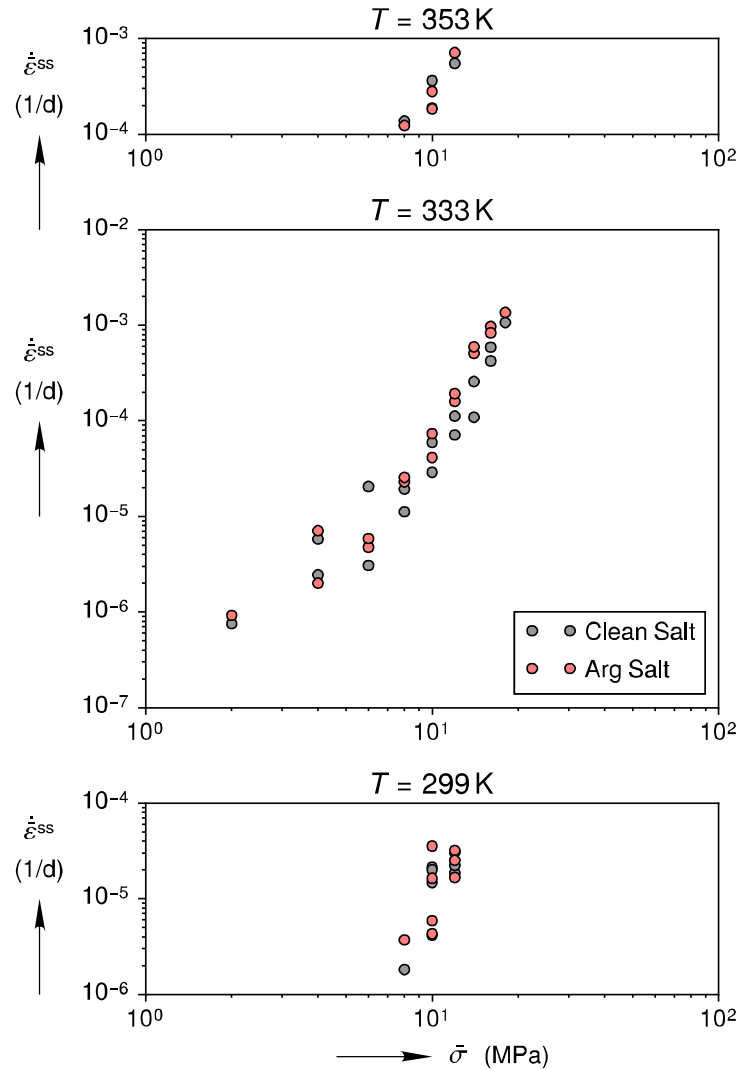 T = 353 K
ε̄̇ss
(1/d)
10⁻³
10⁻⁴
10⁰ 10¹ 10²
T = 333 K
ε̄̇ss
(1/d)
10⁻²
10⁻³
10⁻⁴
10⁻⁵
10⁻⁶
10⁻⁷
Clean Salt
Arg Salt
10⁰ 10¹ 10²
T = 299 K
ε̄̇ss
(1/d)
10⁻⁴
10⁻⁵
10⁻⁶
10⁰ 10¹ 10²
σ̄ (MPa)